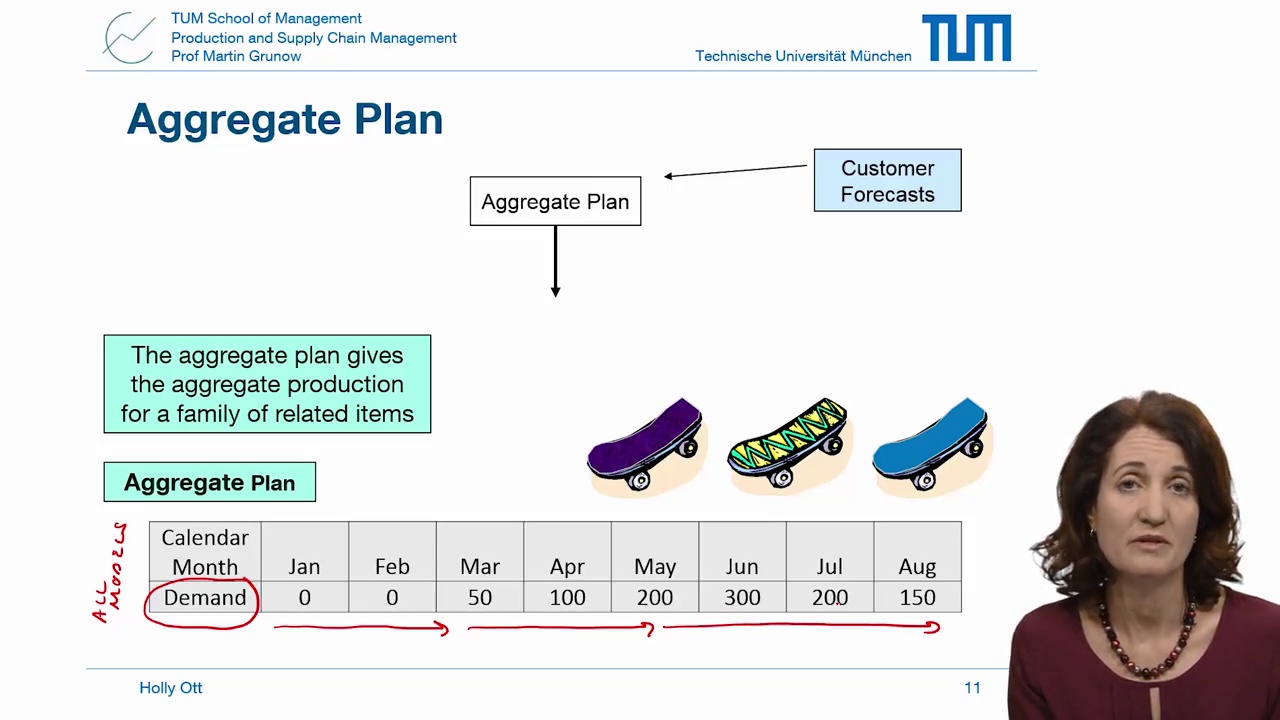 TUM School of Management
Production and Supply Chain Management
Prof Martin Grunow
Technische Universität München
TUM
Aggregate Plan
Customer
Forecasts
Aggregate Plan
The aggregate plan gives
the aggregate production
for a family of related items
Aggregate Plan
ALL
MODELS
Calendar
Month Jan Feb Mar Apr May Jun Jul Aug
Demand 0 0 50 100 200 300 200 150
Holly Ott
11